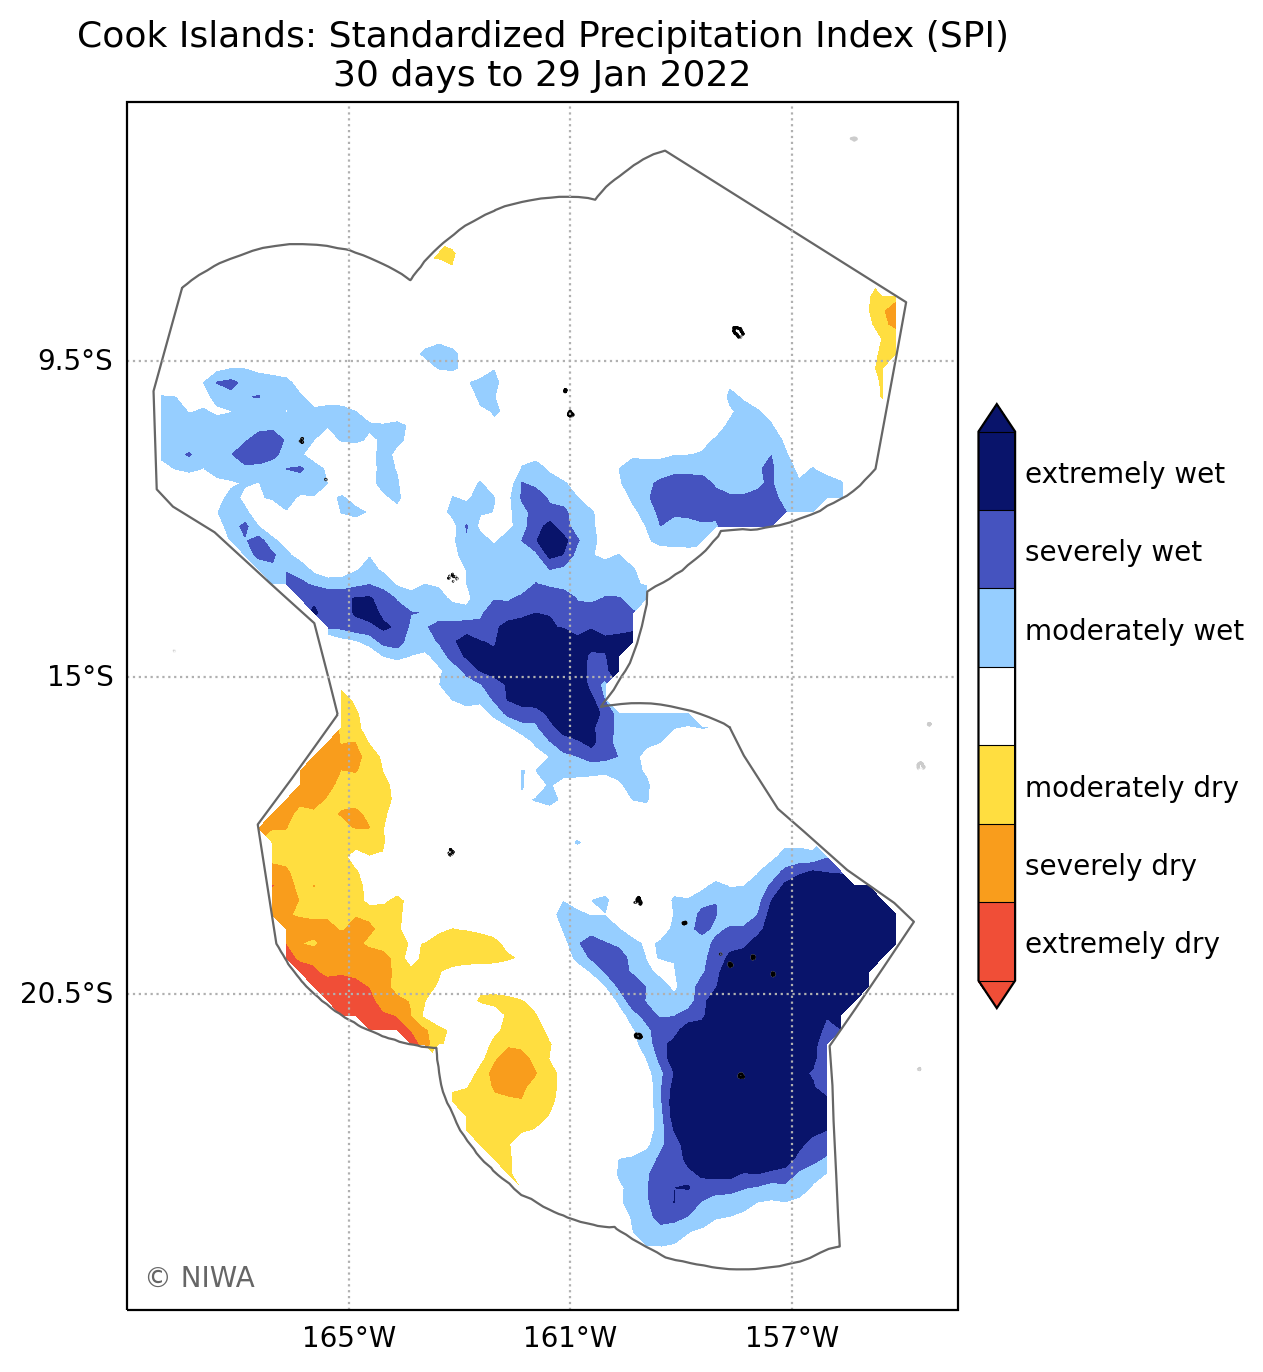 Cook Islands: Standardized Precipitation Index (SPI)
30 days to 29 Jan 2022
9.5°S
15°S
20.5°S
165°W
161°W
157°W
extremely wet
severely wet
moderately wet
moderately dry
severely dry
extremely dry
© NIWA